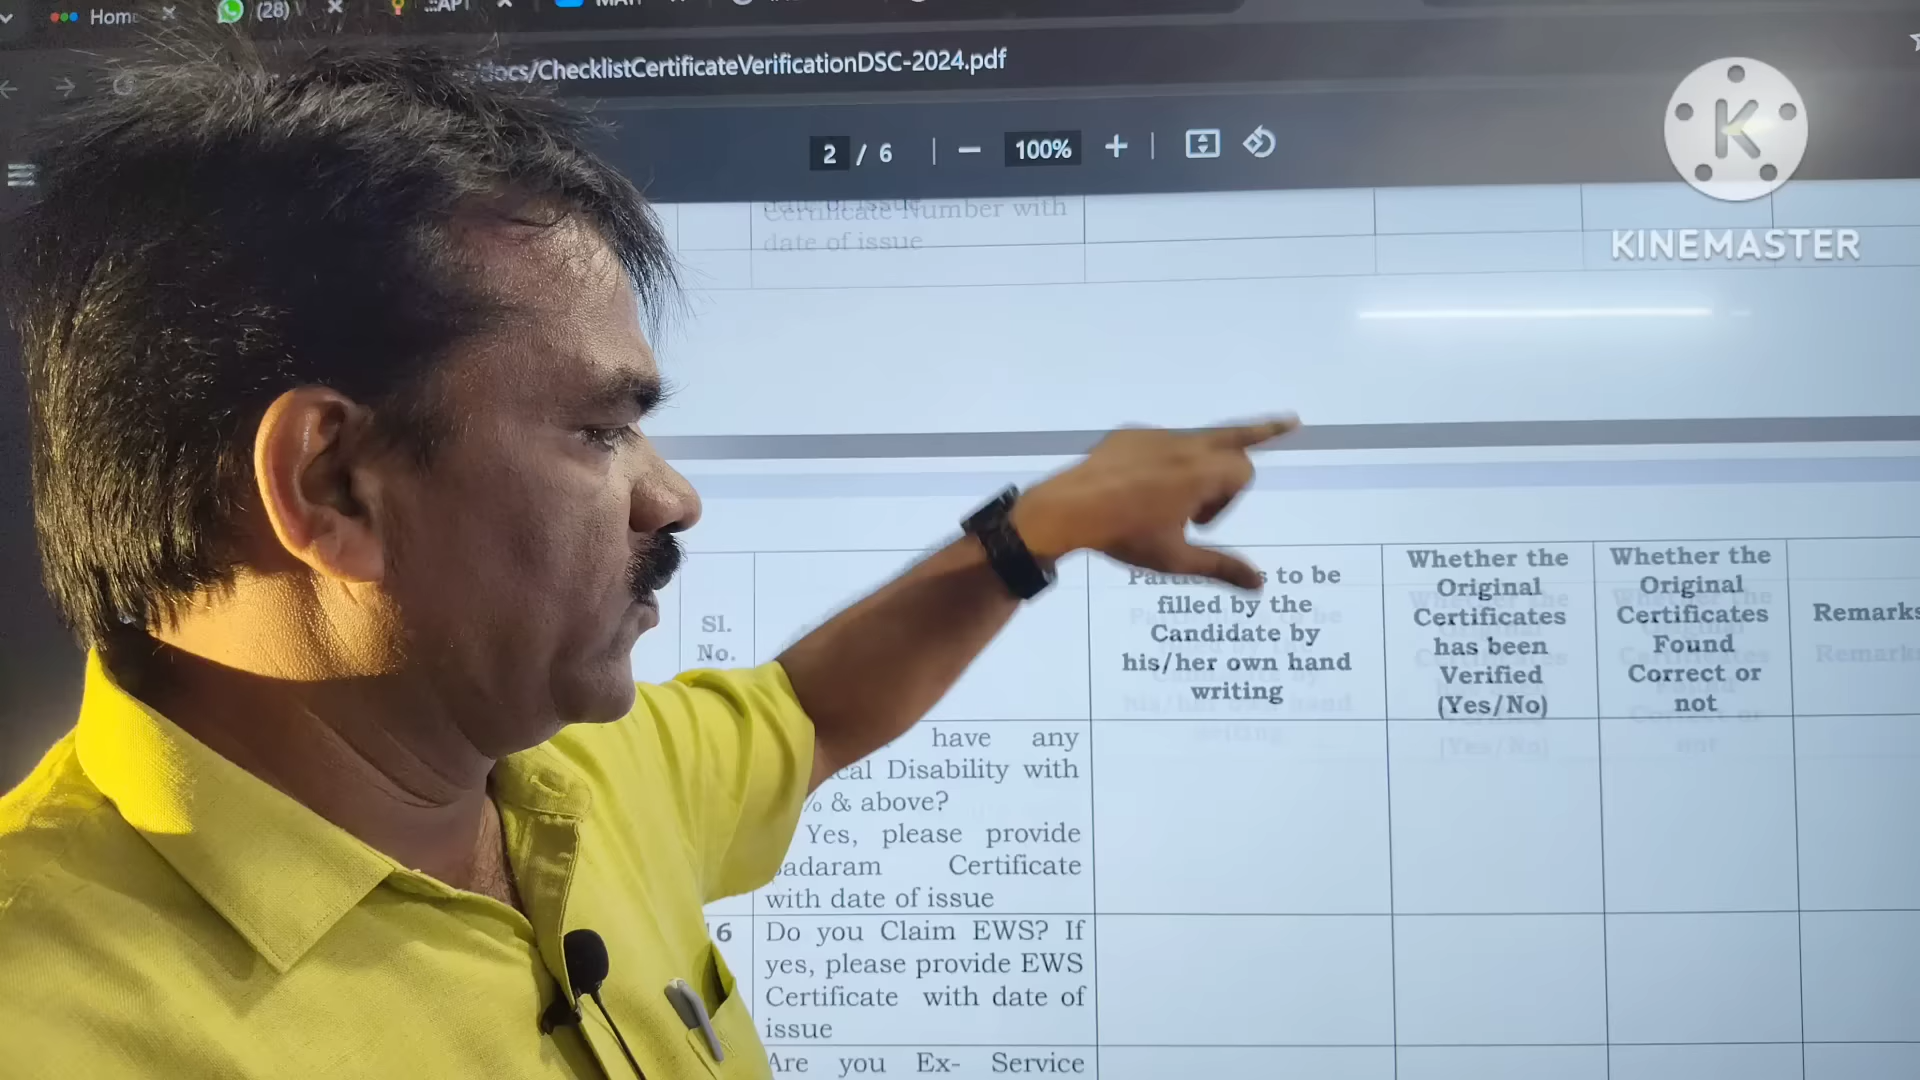 Home
(28)
/docs/ChecklistCertificateVerificationDSC-2024.pdf
2 / 6
100%
KINEMASTER
Certificate Number with
date of issue
Sl.
No.
to be
filled by the
Candidate by
his/her own hand
writing
Whether the
Original
Certificates
has been
Verified
(Yes/No)
Whether the
Original
Certificates
Found
Correct or
not
Remarks
have any
Disability with
% & above?
Yes, please provide
Certificate
with date of issue
Do you Claim EWS? If
yes, please provide EWS
Certificate with date of
issue
Are you Ex- Service